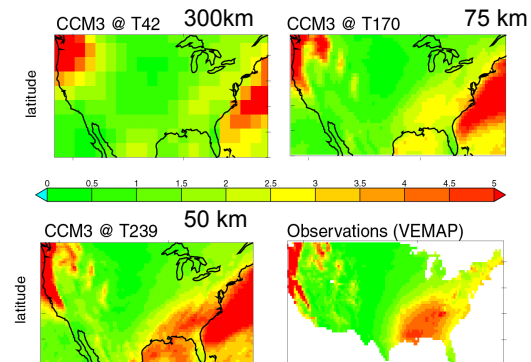 CCM3 @ T42 300km
CCM3 @ T170 75 km
latitude
0 0.5 1 1.5 2 2.5 3 3.5 4 4.5 5
CCM3 @ T239 50 km
Observations (VEMAP)
latitude